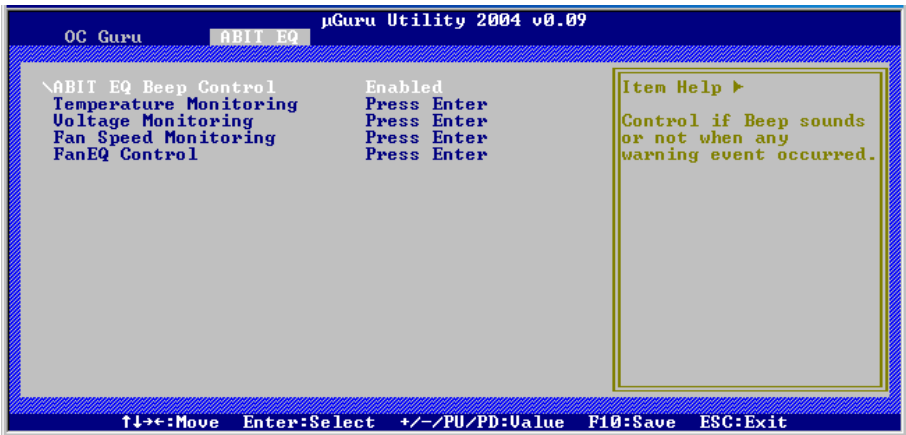 µGuru Utility 2004 v0.09
OC Guru ABIT EQ
\ABIT EQ Beep Control Enabled
Temperature Monitoring Press Enter
Voltage Monitoring Press Enter
Fan Speed Monitoring Press Enter
FanEQ Control Press Enter
Item Help ►
Control if Beep sounds
or not when any
warning event occurred.
↑↓→←:Move Enter:Select +/-/PU/PD:Value F10:Save ESC:Exit